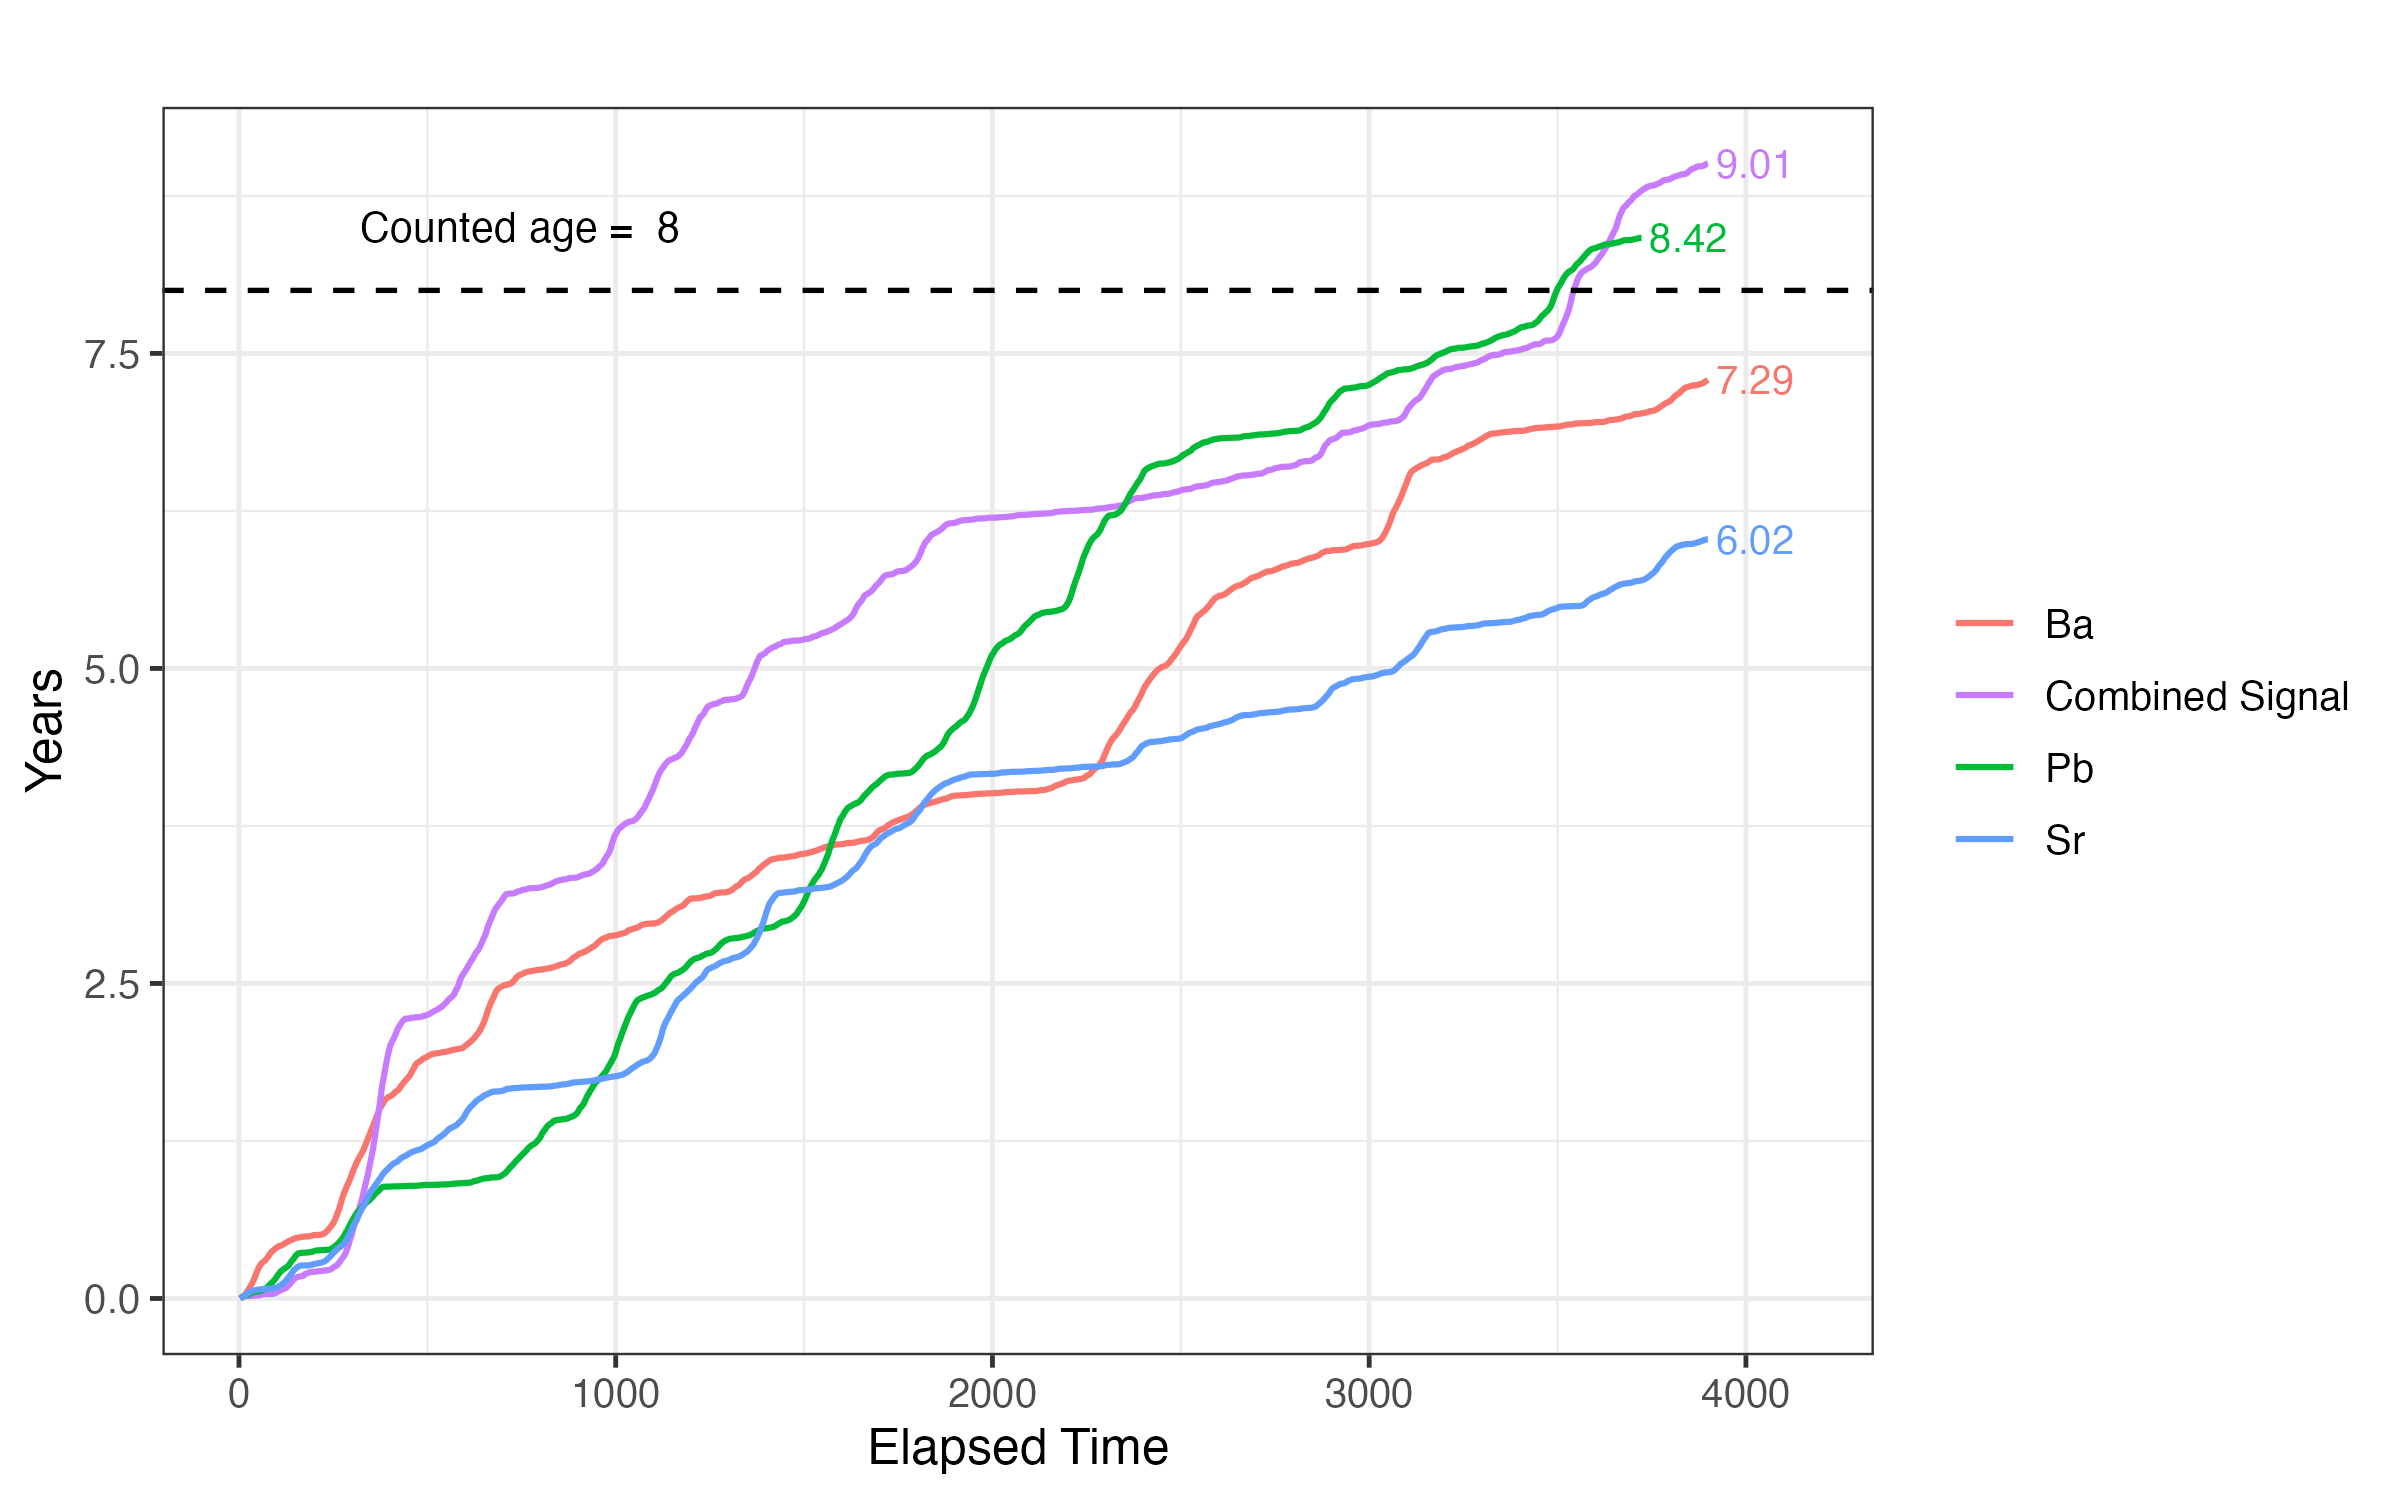 9.01
8.42
Counted age =  8
7.5
7.29
6.02
5.0
2.5
0.0
Years
0 1000 2000 3000 4000
Elapsed Time
Ba
Combined Signal
Pb
Sr